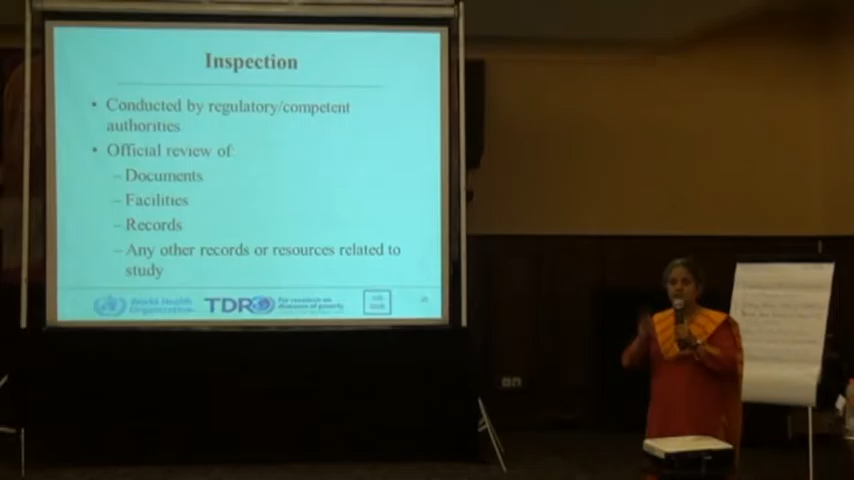 Inspection
• Conducted by regulatory/competent
authorities
• Official review of:
– Documents
– Facilities
– Records
– Any other records or resources related to
study
World Health
Organization
TDR
For research on
diseases of poverty